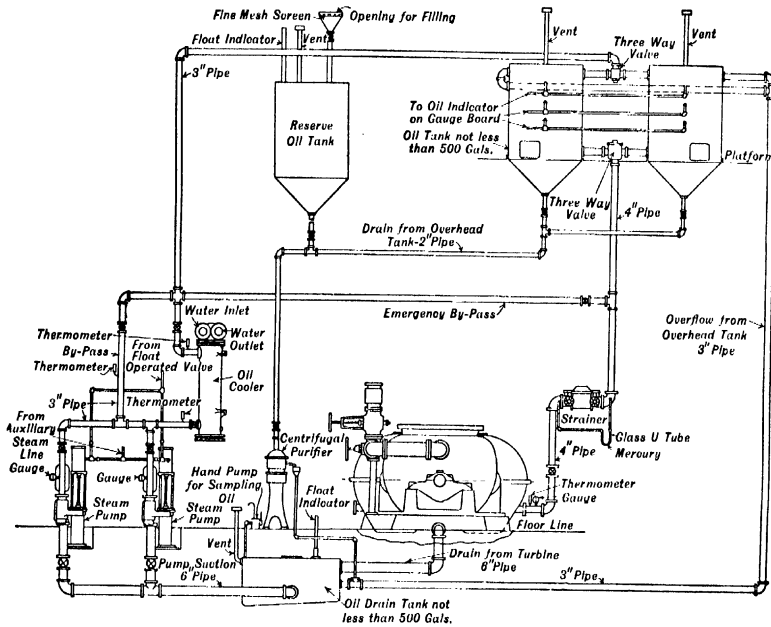 Fine Mesh Screen
Opening for Filling
Float Indicator
Vent
3" Pipe
Reserve
Oil Tank
Vent
Three Way
Valve
Vent
To Oil Indicator
on Gauge Board
Oil Tank not less
than 500 Gals.
Platform
Three Way
Valve
4" Pipe
Drain from Overhead
Tank-2" Pipe
Emergency By-Pass
Overflow from
Overhead Tank
3" Pipe
Water Inlet
Water
Outlet
Thermometer
By-Pass
From
Float
Operated Valve
Thermometer
Oil
Cooler
3" Pipe
Thermometer
From
Auxiliary
Steam
Line
Gauge
Gauge
Steam
Pump
Steam
Pump
Centrifugal
Purifier
Hand Pump
for Sampling
Oil
Float
Indicator
Vent
Strainer
4" Pipe
Glass U Tube
Mercury
Thermometer
Gauge
Floor Line
Pump Suction
6" Pipe
Drain from Turbine
6" Pipe
3" Pipe
Oil Drain Tank not
less than 500 Gals.